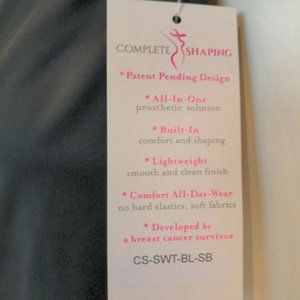 COMPLETE SHAPING
* Patent Pending Design
* All-In-One
prosthetic solution
* Built-In
comfort and shaping
* Lightweight
smooth and clean finish
* Comfort All-Day-Wear
no hard elastics, soft fabrics
* Developed by
a breast cancer survivor
CS-SWT-BL-SB